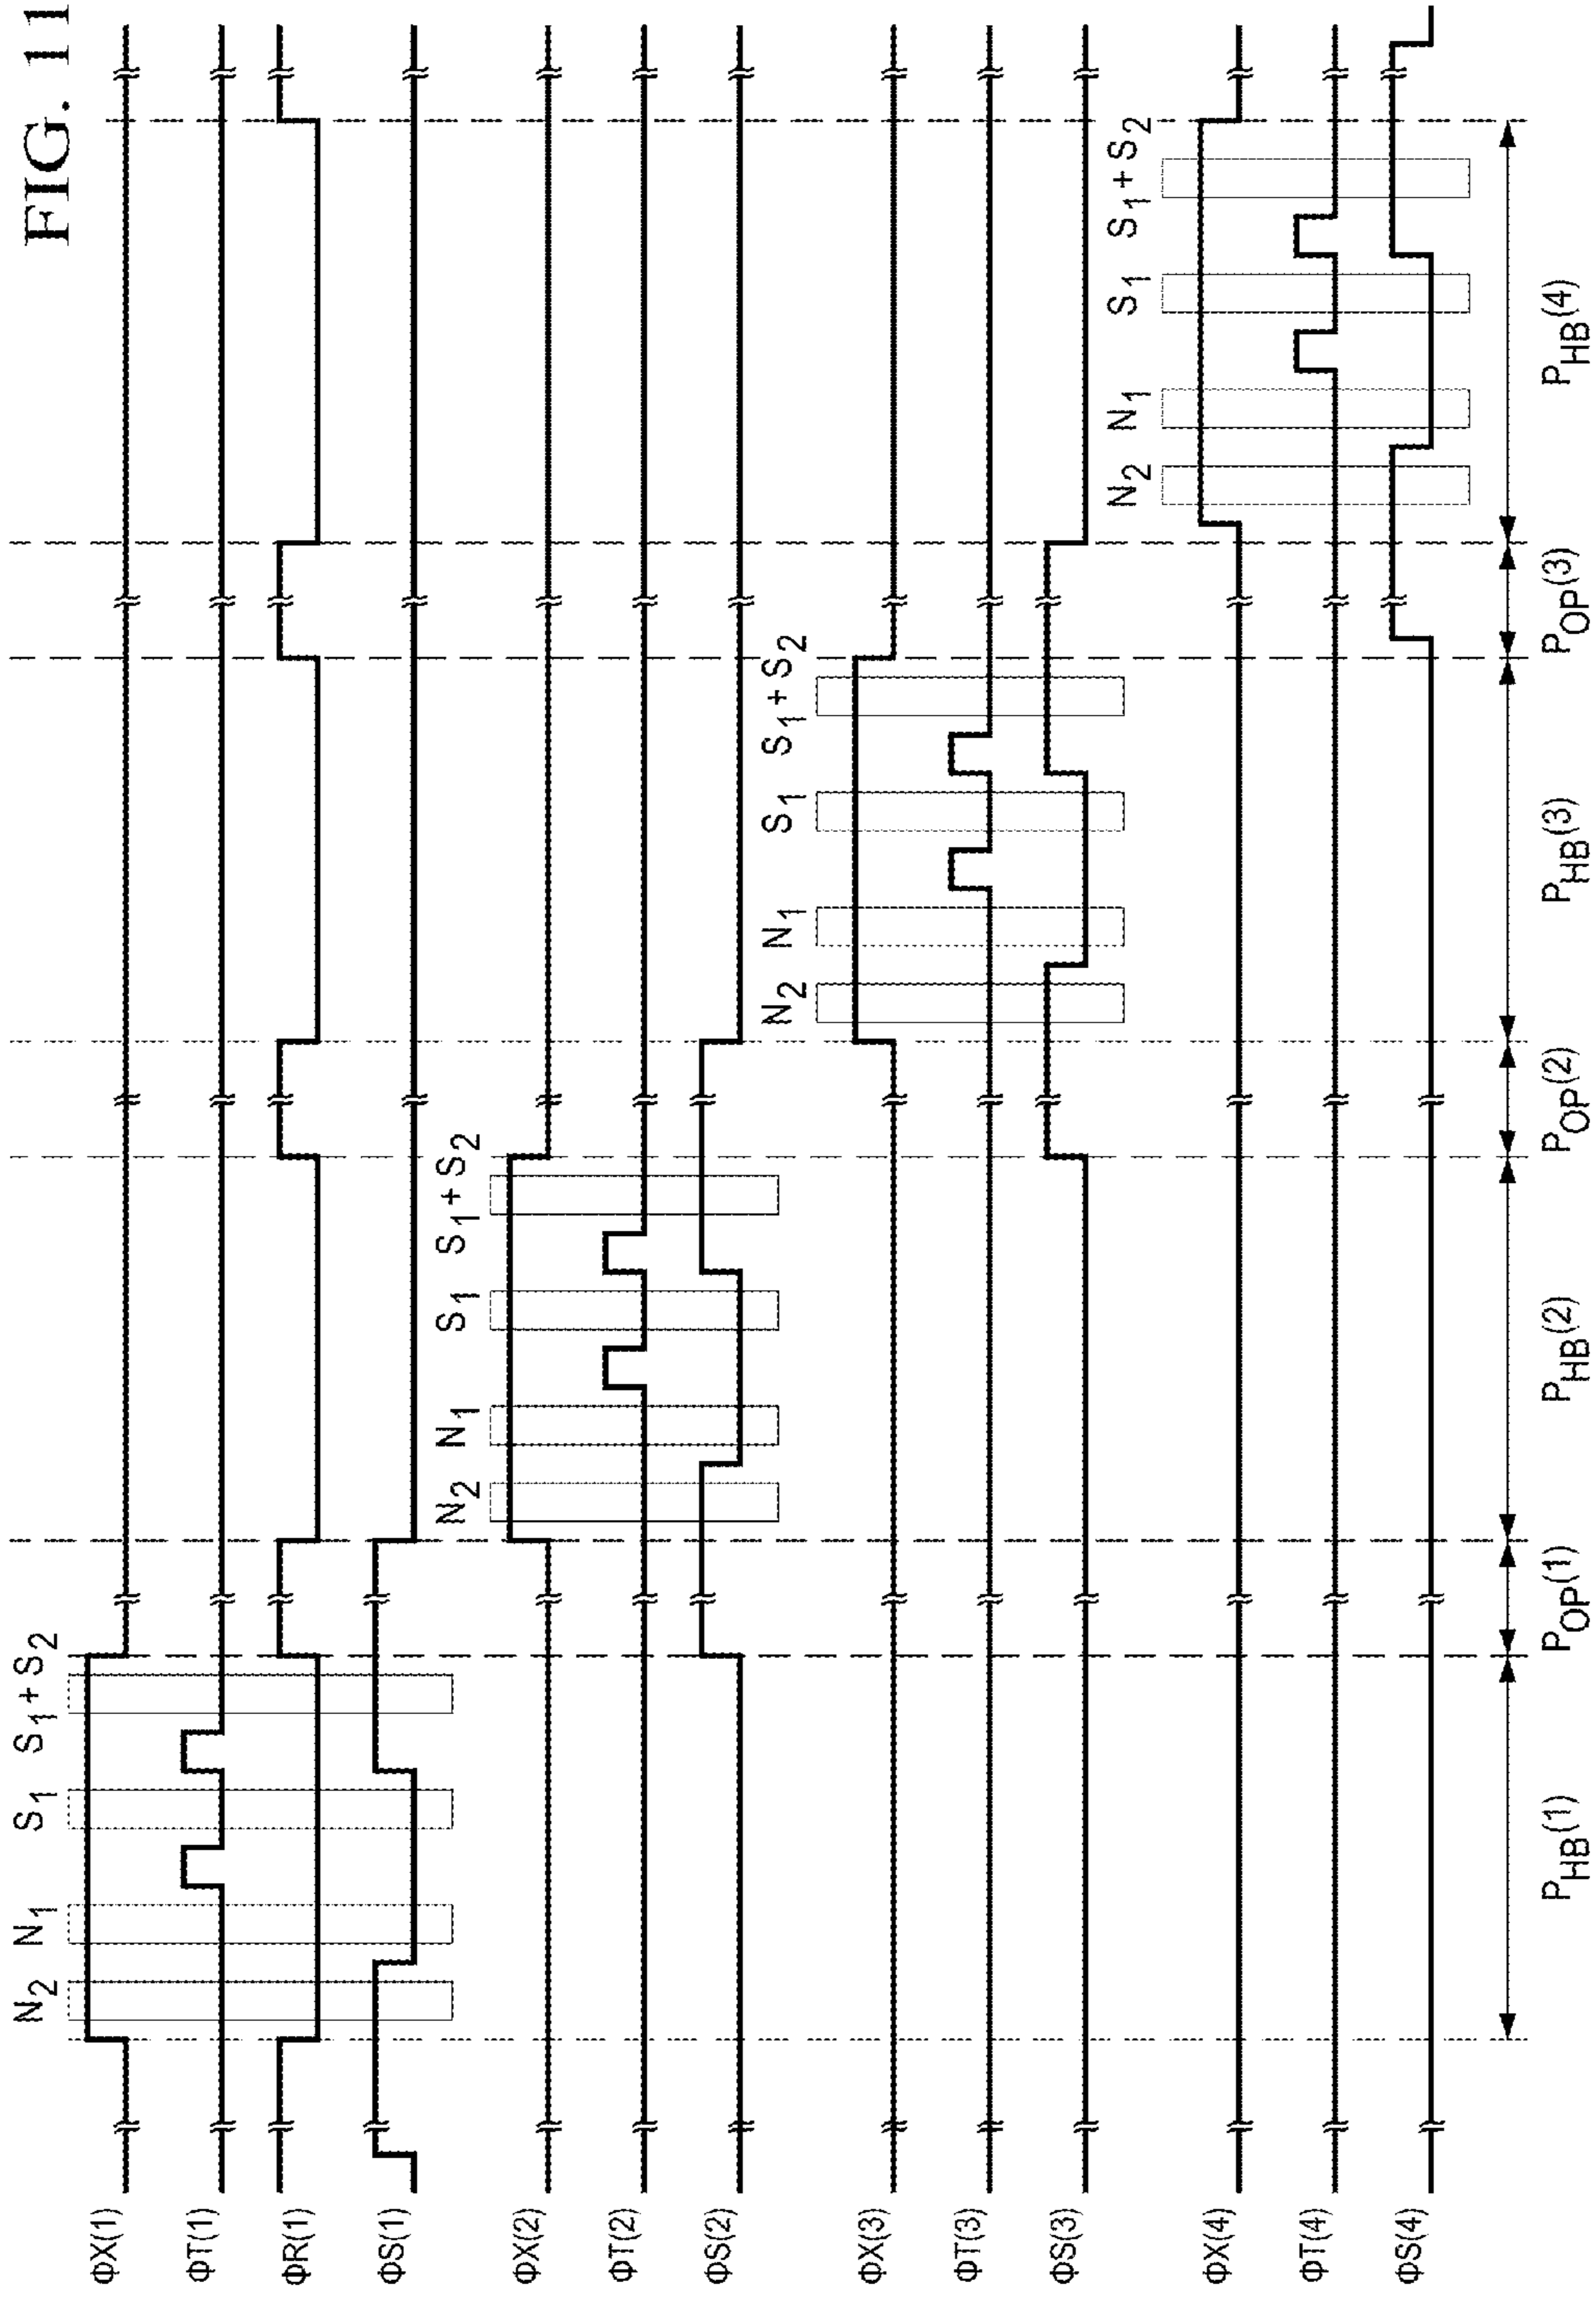 FIG. 11
N2 N1 S1 S1+S2
ΦX(1)
ΦT(1)
ΦR(1)
ΦS(1)
N2 N1 S1 S1+S2
ΦX(2)
ΦT(2)
ΦS(2)
N2 N1 S1 S1+S2
ΦX(3)
ΦT(3)
ΦS(3)
N2 N1 S1 S1+S2
ΦX(4)
ΦT(4)
ΦS(4)
PHB(1) POP(1) PHB(2) POP(2) PHB(3) POP(3) PHB(4)